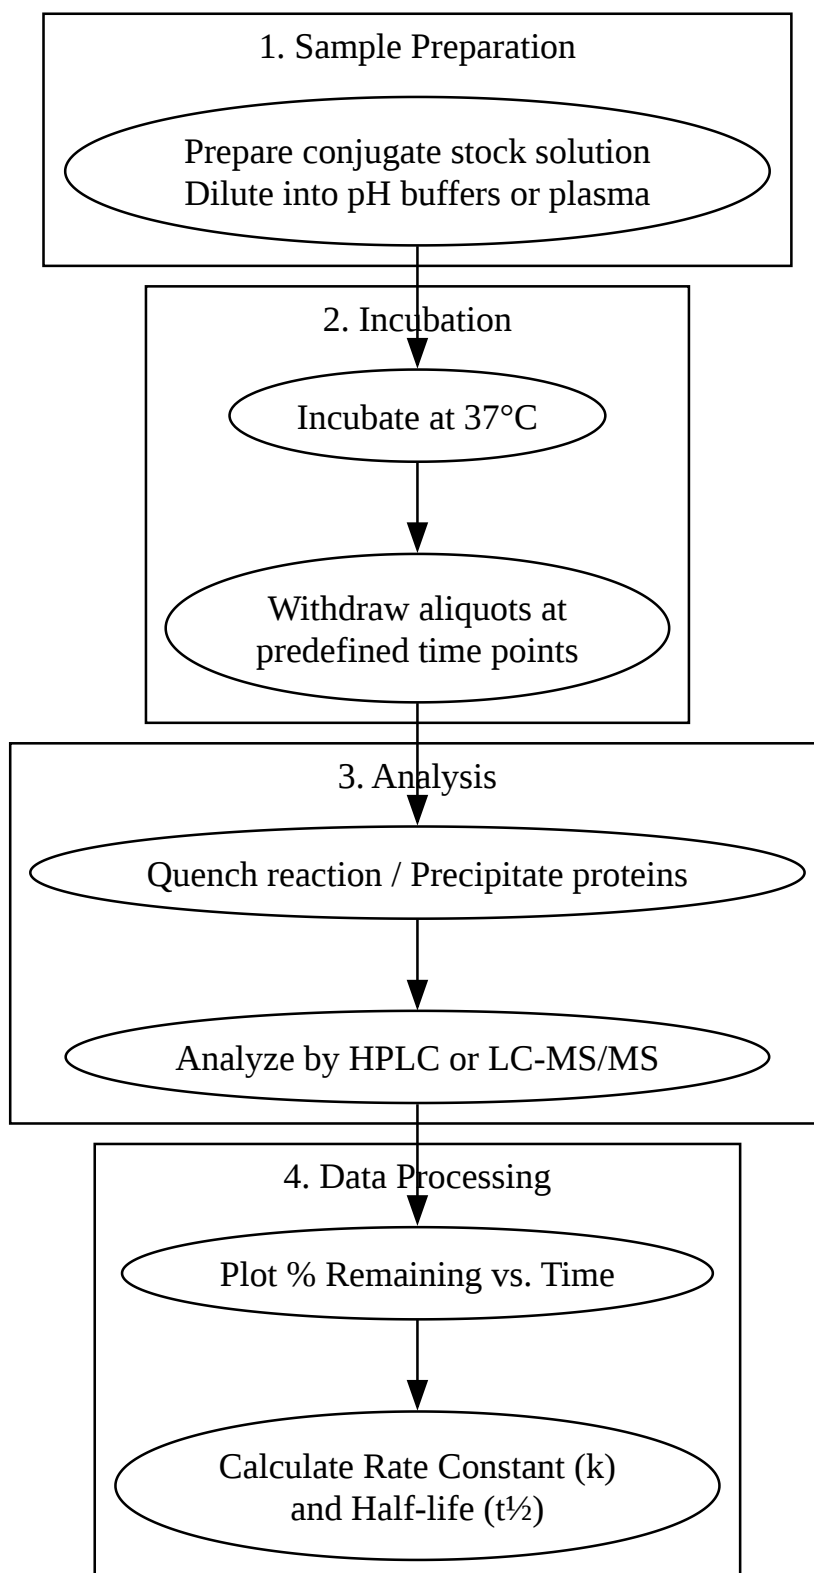 1. Sample Preparation
Prepare conjugate stock solution
Dilute into pH buffers or plasma
2. Incubation
Incubate at 37°C
Withdraw aliquots at
predefined time points
3. Analysis
Quench reaction / Precipitate proteins
Analyze by HPLC or LC-MS/MS
4. Data Processing
Plot % Remaining vs. Time
Calculate Rate Constant (k)
and Half-life (t½)